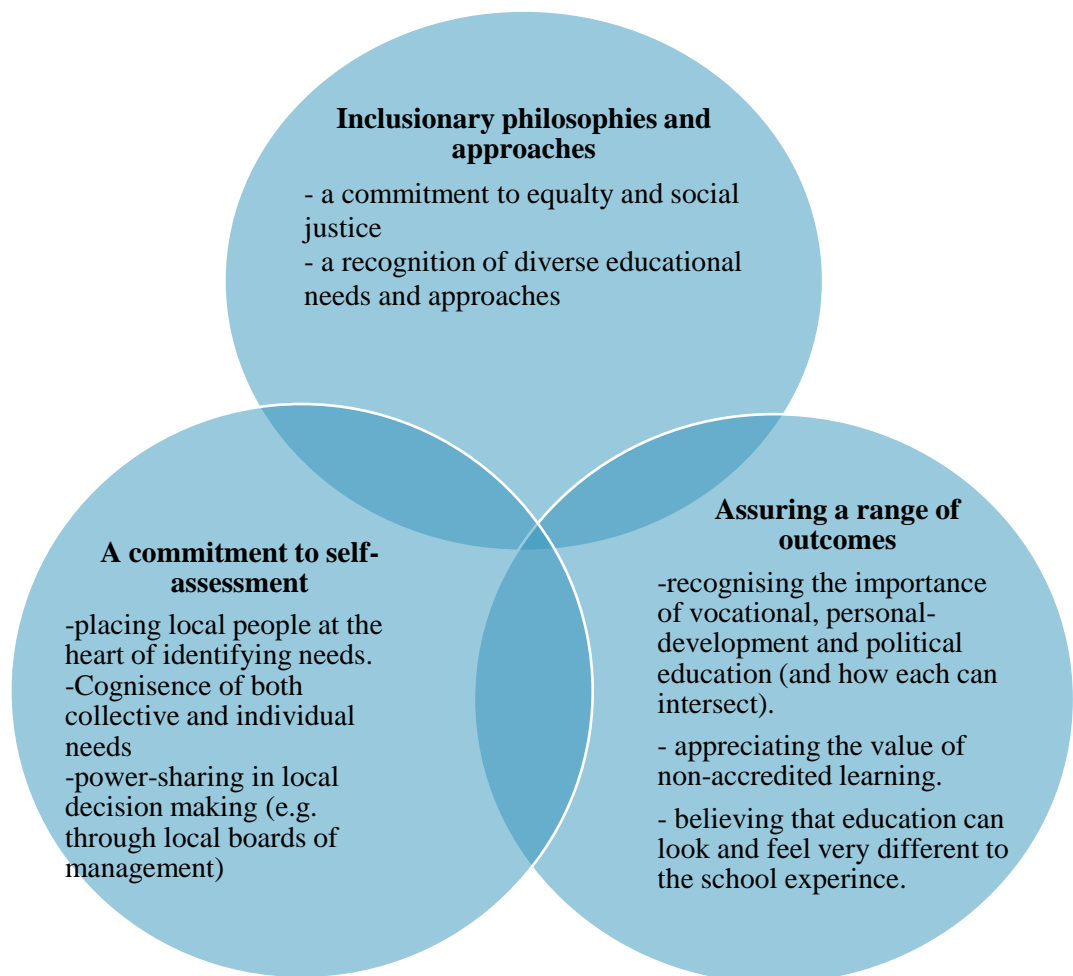 Inclusionary philosophies and
approaches
- a commitment to equalty and social
justice
- a recognition of diverse educational
needs and approaches
A commitment to self-
assessment
-placing local people at the
heart of identifying needs.
-Cognisence of both
collective and individual
needs
-power-sharing in local
decision making (e.g.
through local boards of
management)
Assuring a range of
outcomes
-recognising the importance
of vocational, personal-
development and political
education (and how each can
intersect).
- appreciating the value of
non-accredited learning.
- believing that education can
look and feel very different to
the school experince.